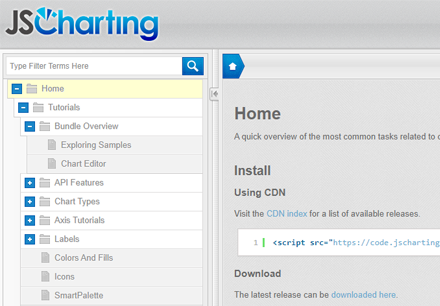 JSCharting
Type Filter Terms Here
Home
Tutorials
Bundle Overview
Exploring Samples
Chart Editor
API Features
Chart Types
Axis Tutorials
Labels
Colors And Fills
Icons
SmartPalette
Home
A quick overview of the most common tasks related to
Install
Using CDN
Visit the CDN index for a list of available releases.
1 <script src="https://code.jscharting
Download
The latest release can be downloaded here.